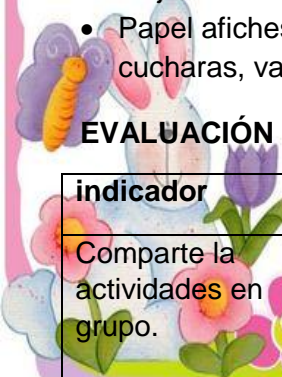 • Papel afiches
cucharas, va
EVALUACIÓN
indicador
Comparte la
actividades en
grupo.